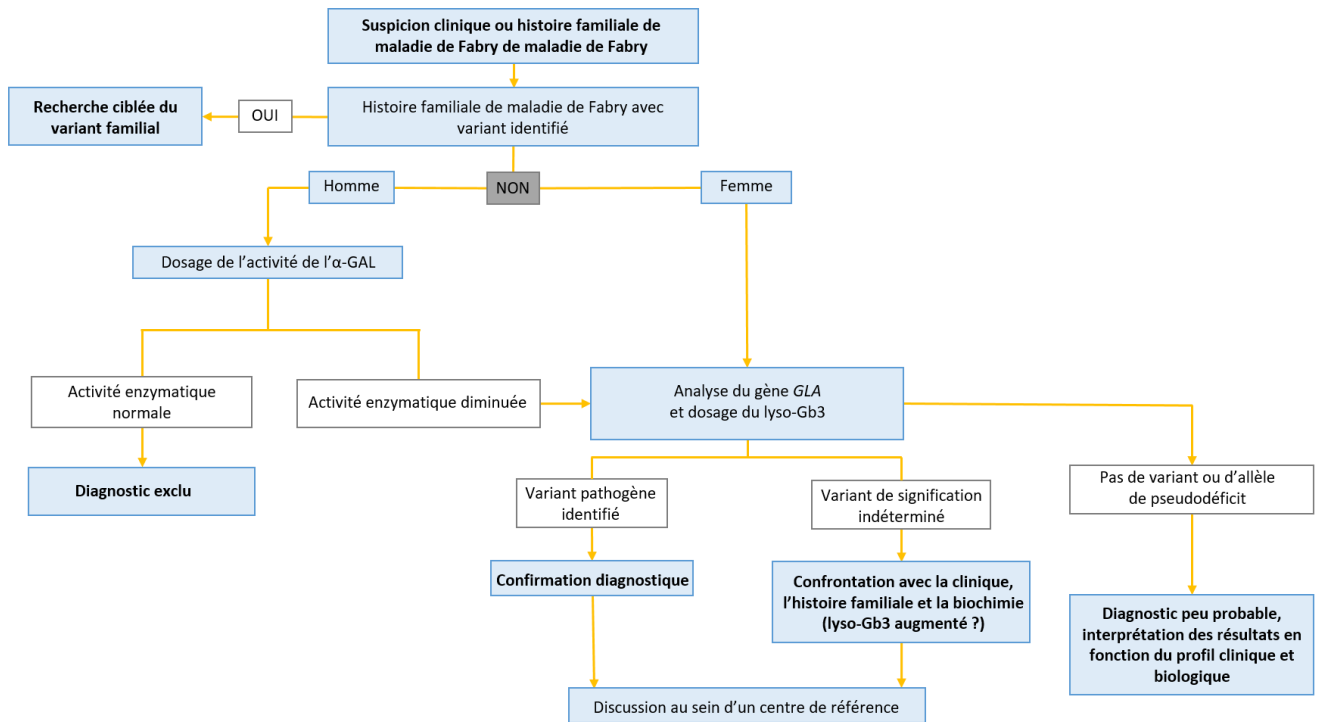 Suspicion clinique ou histoire familiale de
maladie de Fabry de maladie de Fabry
Recherche ciblée du
variant familial
OUI
Histoire familiale de maladie de Fabry avec
variant identifié
Homme
NON
Femme
Dosage de l’activité de l’α-GAL
Activité enzymatique
normale
Activité enzymatique diminuée
Analyse du gène GLA
et dosage du lyso-Gb3
Diagnostic exclu
Variant pathogène
identifié
Variant de signification
indéterminé
Pas de variant ou d’allèle
de pseudodéficit
Confirmation diagnostique
Confrontation avec la clinique,
l’histoire familiale et la biochimie
(lyso-Gb3 augmenté ?)
Diagnostic peu probable,
interprétation des résultats en
fonction du profil clinique et
biologique
Discussion au sein d’un centre de référence